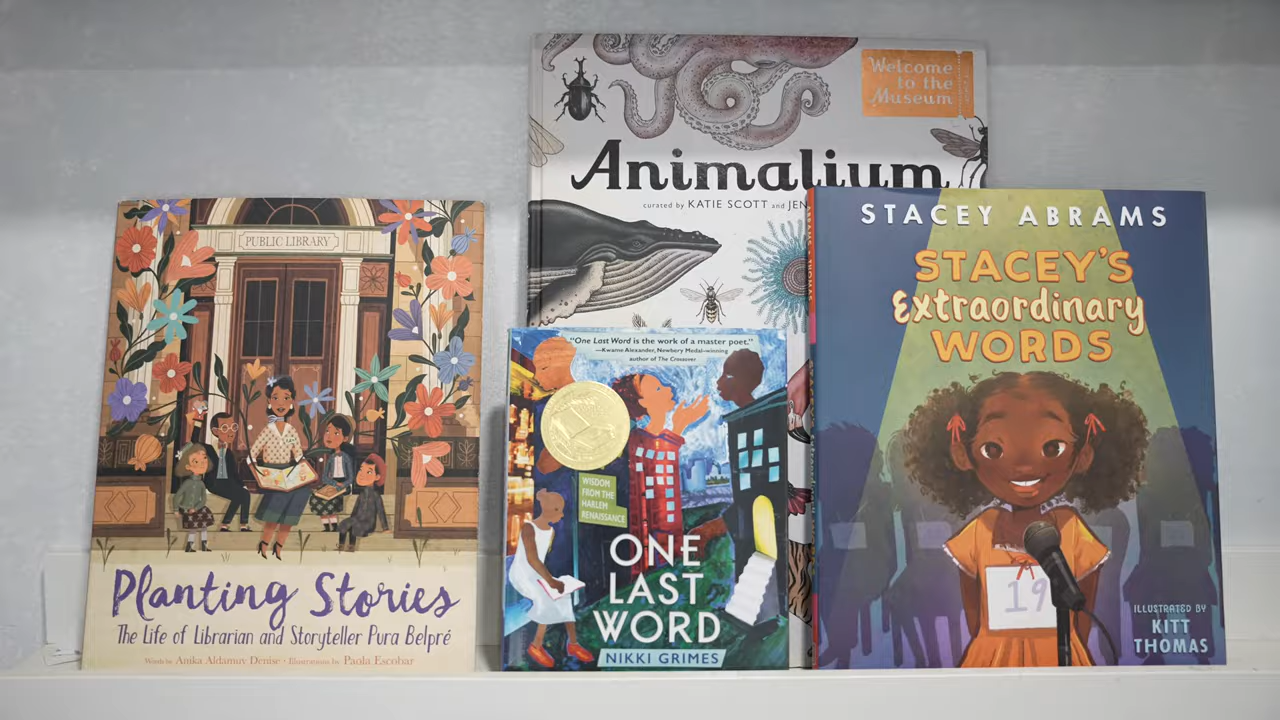 PUBLIC LIBRARY
Planting Stories
The Life of Librarian and Storyteller Pura Belpré
Words by Anika Aldamuy Denise · Illustrations by Paola Escobar
Welcome
to the
Museum
Animalium
curated by KATIE SCOTT and JEN
"One Last Word is the work of a master poet."
—Kwame Alexander, Newbery Medal–winning
author of The Crossover
WISDOM
FROM THE
HARLEM
RENAISSANCE
ONE
LAST
WORD
NIKKI GRIMES
STACEY ABRAMS
STACEY'S
Extraordinary
WORDS
19
ILLUSTRATED BY
KITT
THOMAS